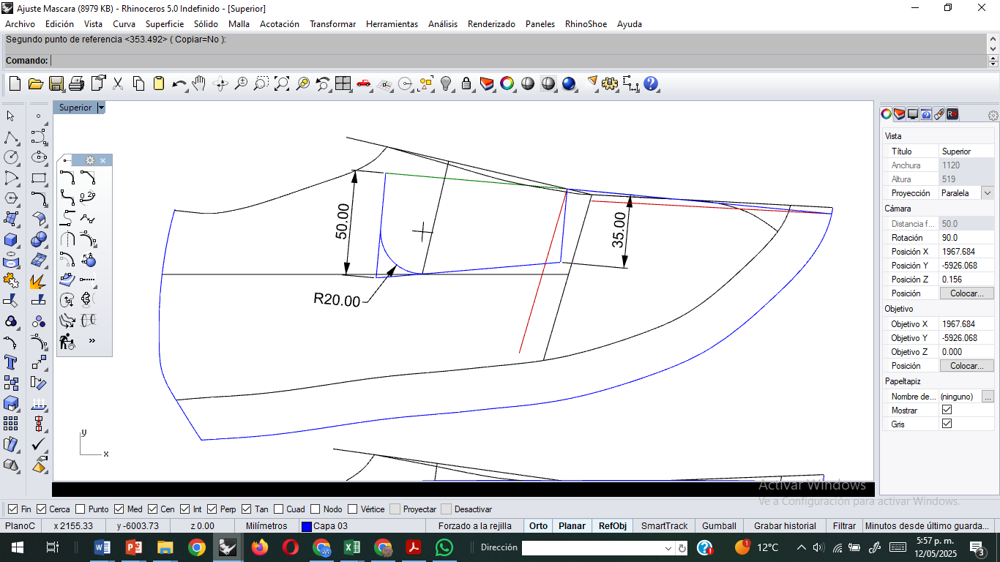 Ajuste Mascara (8979 KB) - Rhinoceros 5.0 Indefinido - [Superior]
Archivo Edición Vista Curva Superficie Sólido Malla Acotación Transformar Herramientas Análisis Renderizado Paneles RhinoShoe Ayuda
Segundo punto de referencia <353.492> ( Copiar=No ):
Comando:
Superior
50.00
35.00
R20.00
y
x
Vista
Título Superior
Anchura 1120
Altura 519
Proyección Paralela
Cámara
Distancia f... 50.0
Rotación 90.0
Posición X 1967.684
Posición Y -5926.068
Posición Z 0.156
Posición Colocar...
Objetivo
Objetivo X 1967.684
Objetivo Y -5926.068
Objetivo Z 0.000
Posición Colocar...
Papeltapiz
Nombre de... (ninguno) ...
Mostrar
Gris
Activar Windows
Ve a Configuración para activar Windows.
Fin Cerca Punto Med Cen Int Perp Tan Cuad Nodo Vértice Proyectar Desactivar
PlanoC x 2155.33 y -6003.73 z 0.00 Milímetros Capa 03 Forzado a la rejilla Orto Planar RefObj SmartTrack Gumball Grabar historial Filtrar Minutos desde último guarda...
Dirección 12°C 5:57 p. m.
12/05/2025
3